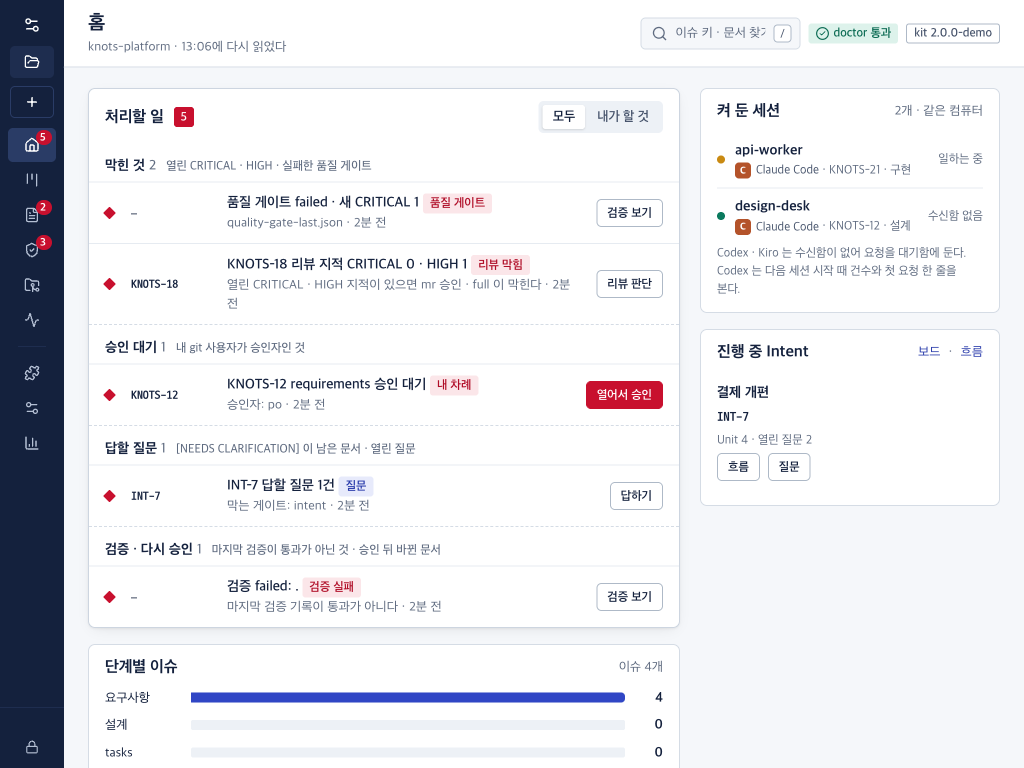 홈
knots-platform · 13:06에 다시 읽었다
이슈 키 · 문서 찾기
/
doctor 통과
kit 2.0.0-demo
5
2
3
처리할 일 5
모두
내가 할 것
막힌 것 2 열린 CRITICAL · HIGH · 실패한 품질 게이트
–
품질 게이트 failed · 새 CRITICAL 1 품질 게이트
quality-gate-last.json · 2분 전
검증 보기
KNOTS-18
KNOTS-18 리뷰 지적 CRITICAL 0 · HIGH 1 리뷰 막힘
열린 CRITICAL · HIGH 지적이 있으면 mr 승인 · full 이 막힌다 · 2분
전
리뷰 판단
승인 대기 1 내 git 사용자가 승인자인 것
KNOTS-12
KNOTS-12 requirements 승인 대기 내 차례
승인자: po · 2분 전
열어서 승인
답할 질문 1 [NEEDS CLARIFICATION] 이 남은 문서 · 열린 질문
INT-7
INT-7 답할 질문 1건 질문
막는 게이트: intent · 2분 전
답하기
검증 · 다시 승인 1 마지막 검증이 통과가 아닌 것 · 승인 뒤 바뀐 문서
–
검증 failed: . 검증 실패
마지막 검증 기록이 통과가 아니다 · 2분 전
검증 보기
단계별 이슈
이슈 4개
요구사항 4
설계 0
tasks 0
켜 둔 세션
2개 · 같은 컴퓨터
api-worker
C Claude Code · KNOTS-21 · 구현
일하는 중
design-desk
C Claude Code · KNOTS-12 · 설계
수신함 없음
Codex · Kiro 는 수신함이 없어 요청을 대기함에 둔다.
Codex 는 다음 세션 시작 때 건수와 첫 요청 한 줄을
본다.
진행 중 Intent
보드 · 흐름
결제 개편
INT-7
Unit 4 · 열린 질문 2
흐름
질문